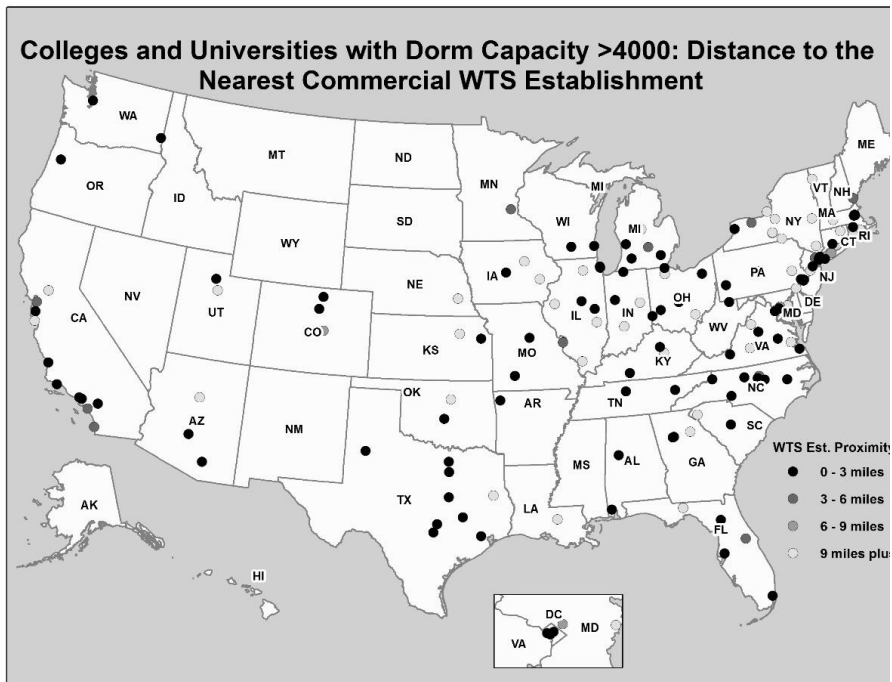 Colleges and Universities with Dorm Capacity >4000: Distance to the
Nearest Commercial WTS Establishment
WA
MT
ND
ME
MN
OR
ID
MI
VT
NH
WI
SD
MI
NY
MA
WY
RI
CT
IA
NE
PA
NV
NJ
OH
IL
IN
DE
CA
UT
MD
CO
WV
VA
KS
MO
KY
OK
NC
TN
AR
AZ
NM
SC
WTS Est. Proximity
MS
AL
GA
0 - 3 miles
TX
3 - 6 miles
AK
LA
FL
6 - 9 miles
9 miles plus
HI
DC
MD
VA